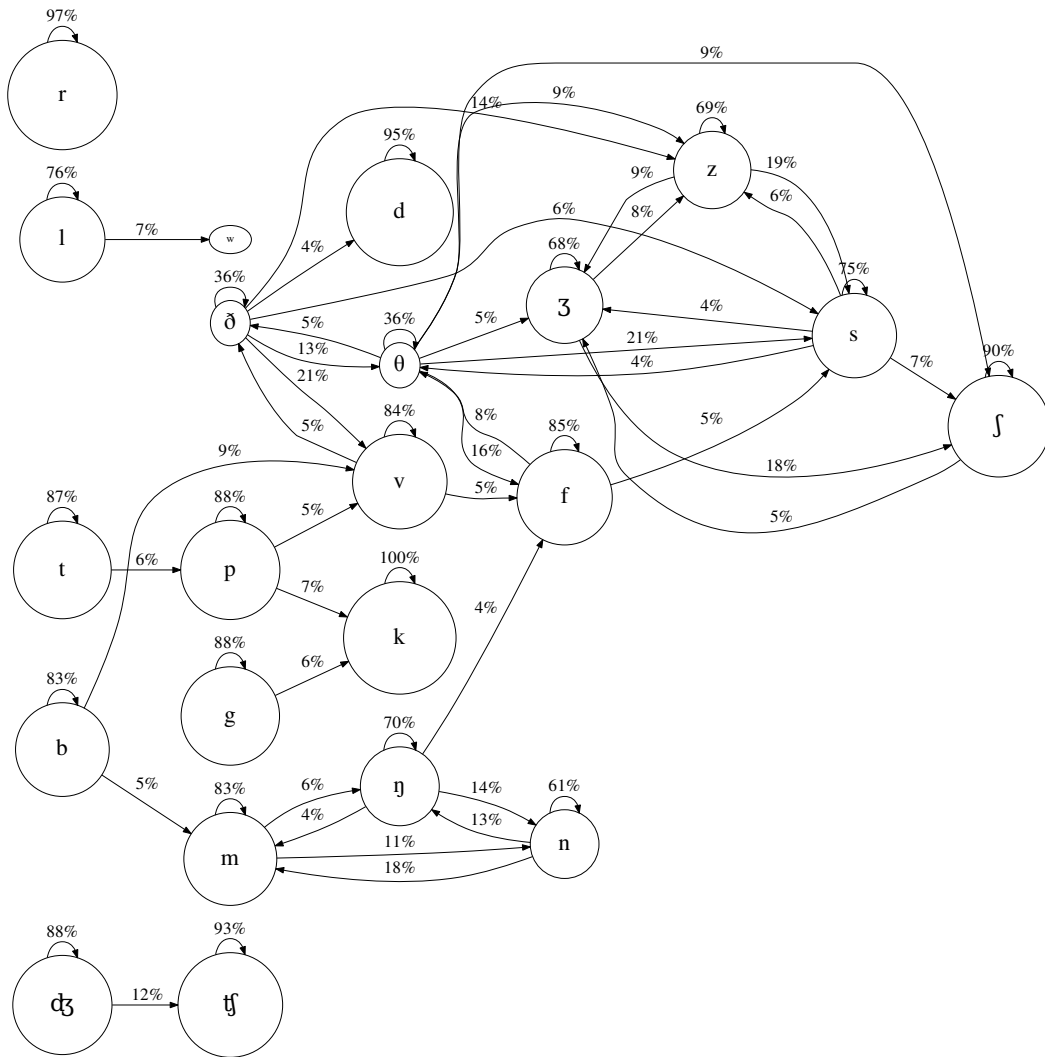 97%
r
9%
14%
9%
69%
95%
z
76%
9%
19%
d
8%
6%
l
7%
w
4%
6%
68%
36%
75%
ð
5%
36%
5%
ʒ
4%
s
13%
θ
21%
4%
7%
90%
21%
84%
8%
5%
ʃ
5%
16%
85%
9%
v
5%
18%
87%
88%
5%
5%
f
5%
t
6%
p
7%
100%
k
4%
88%
6%
83%
g
b
70%
5%
83%
6%
ŋ
14%
61%
4%
13%
m
11%
n
18%
88%
93%
ʤ
12%
ʧ